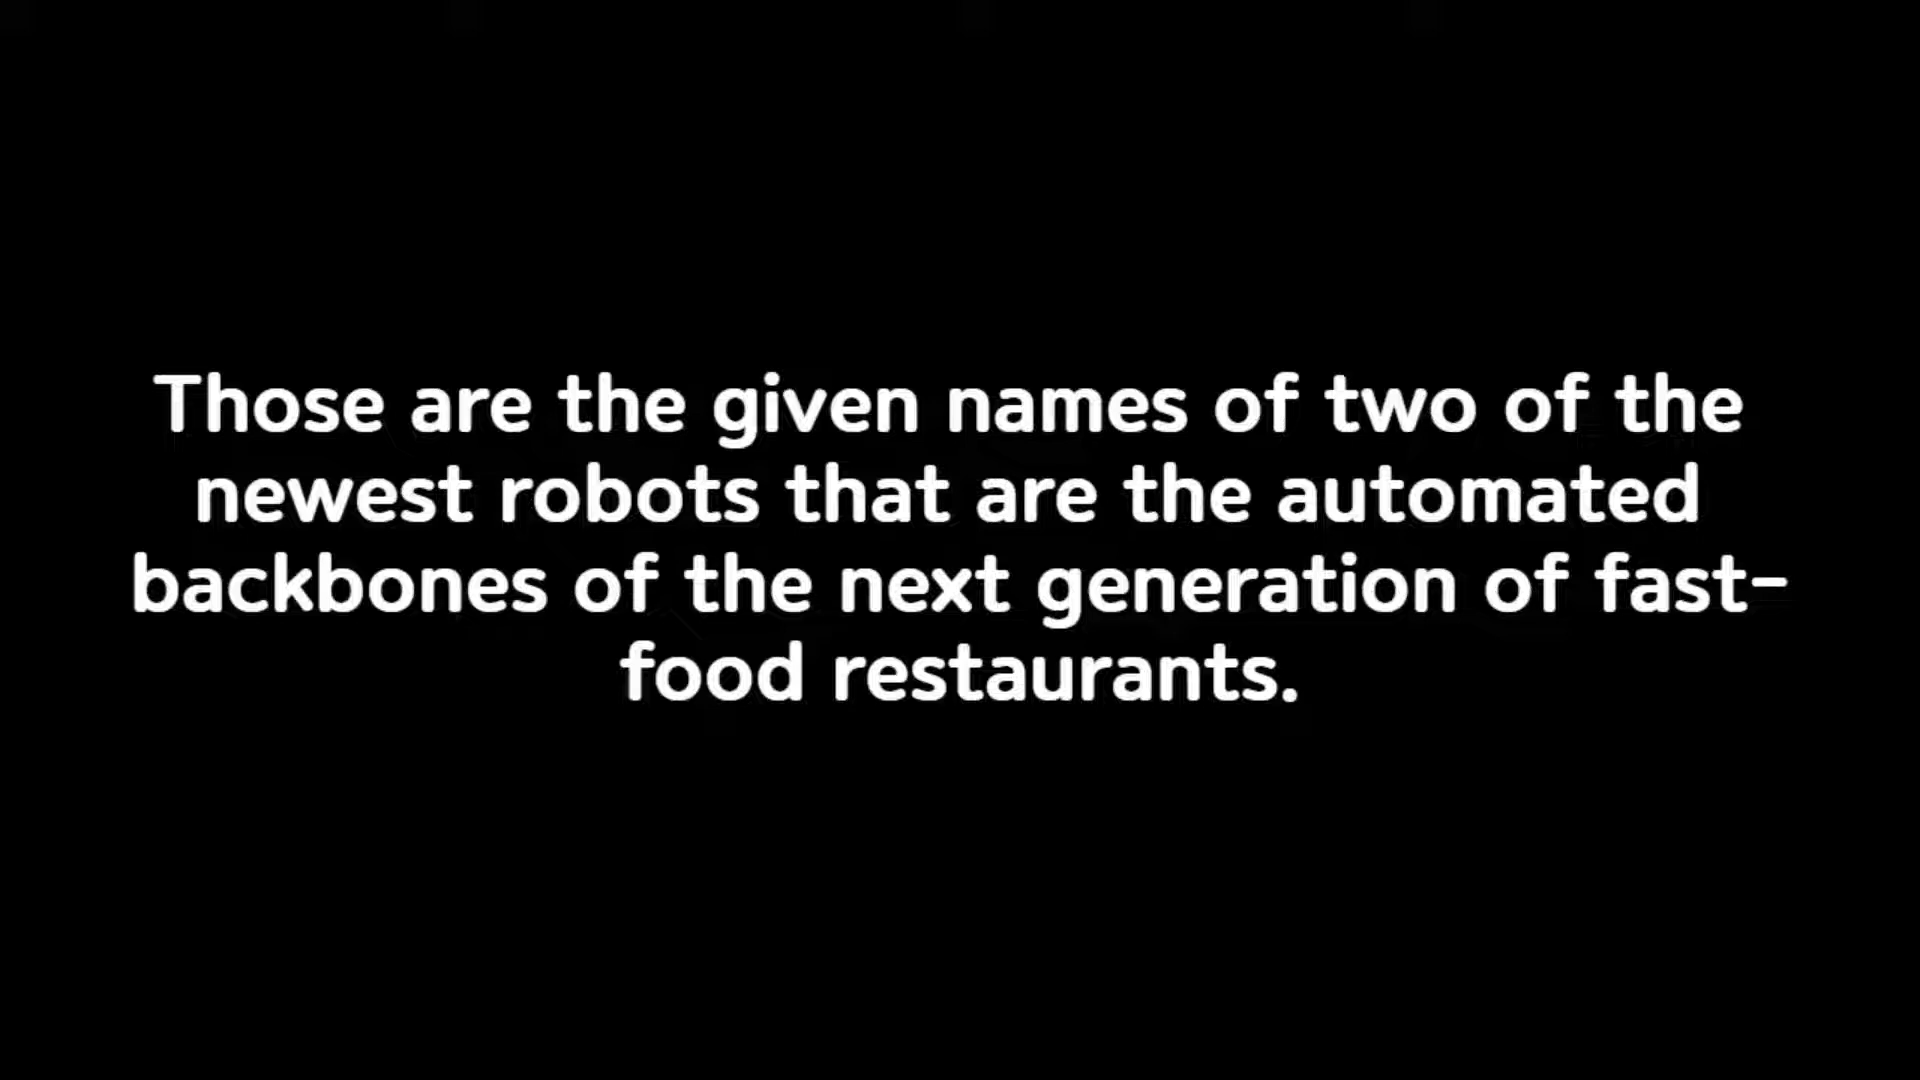 Those are the given names of two of the
newest robots that are the automated
backbones of the next generation of fast-
food restaurants.